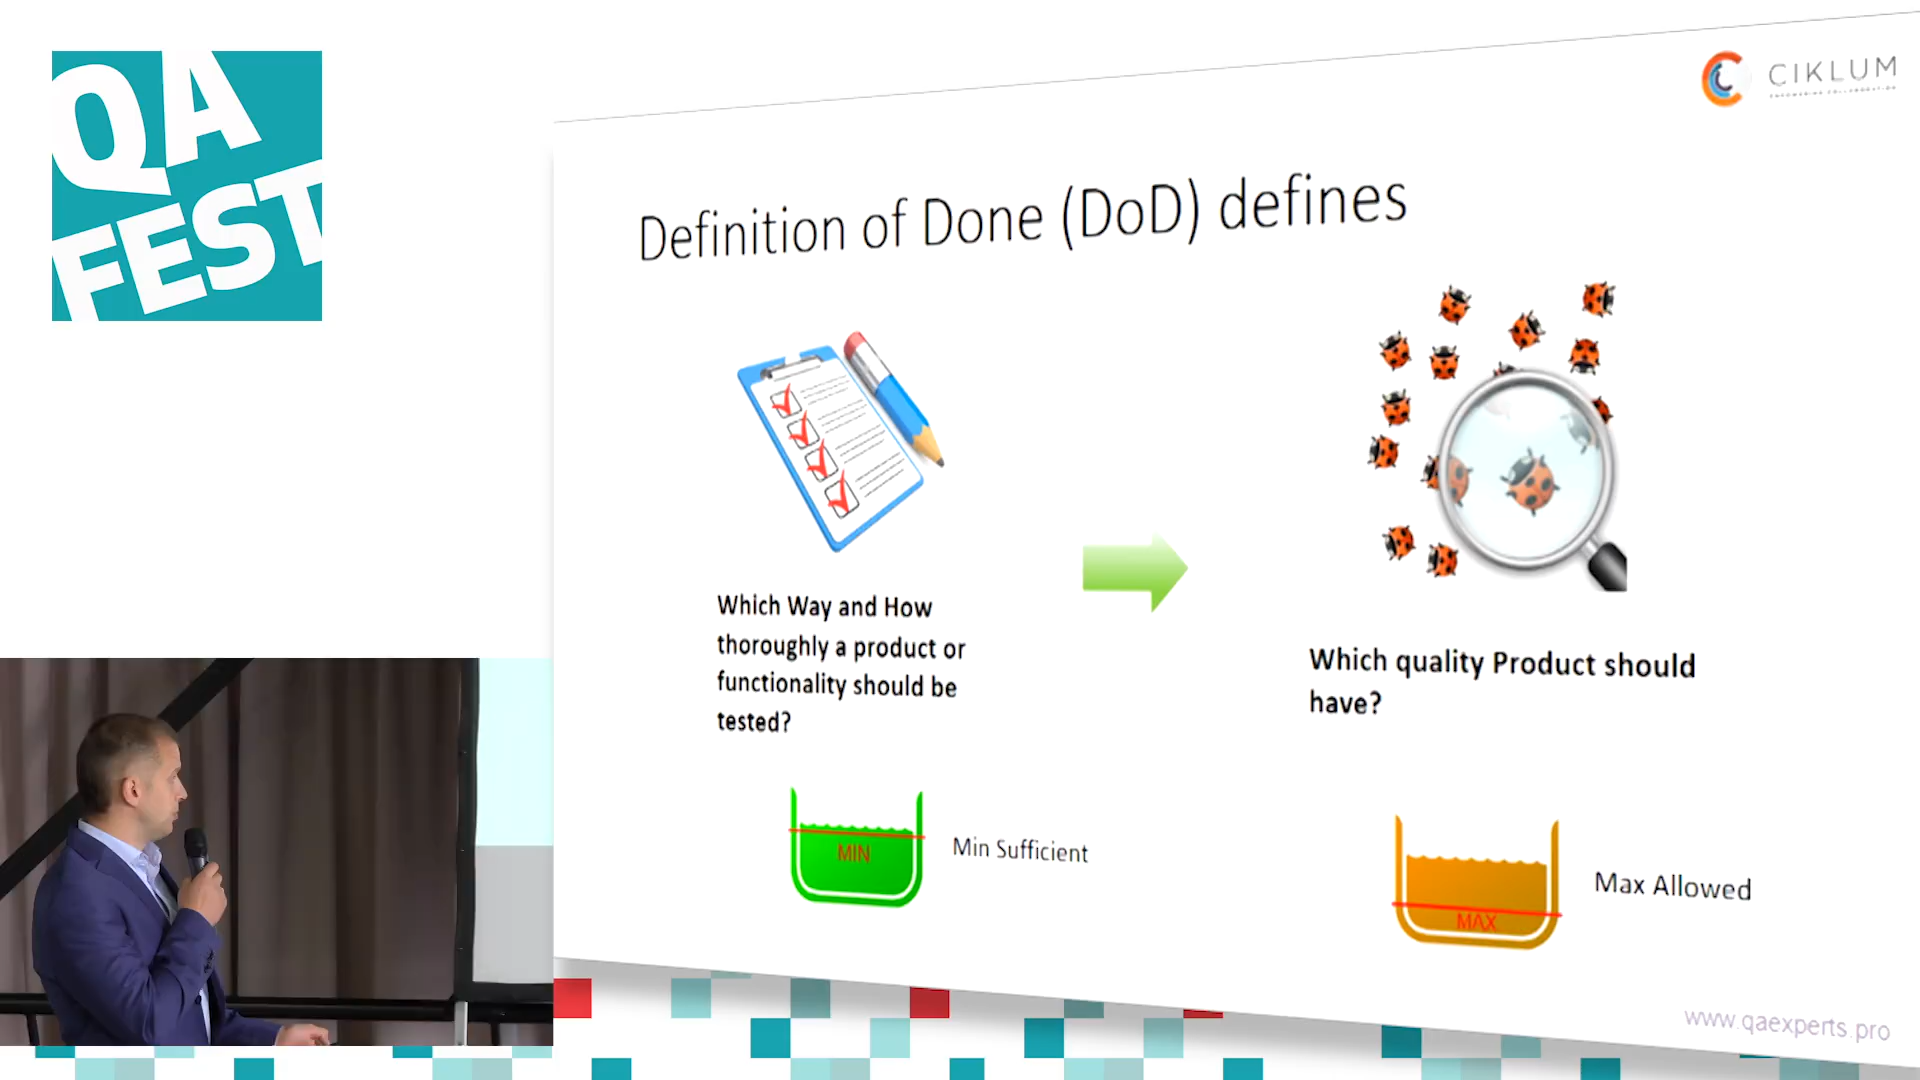 QA
FEST
CIKLUM
Definition of Done (DoD) defines
Which Way and How
thoroughly a product or
functionality should be
tested?
Which quality Product should
have?
MIN
Min Sufficient
MAX
Max Allowed
www.qaexperts.pro